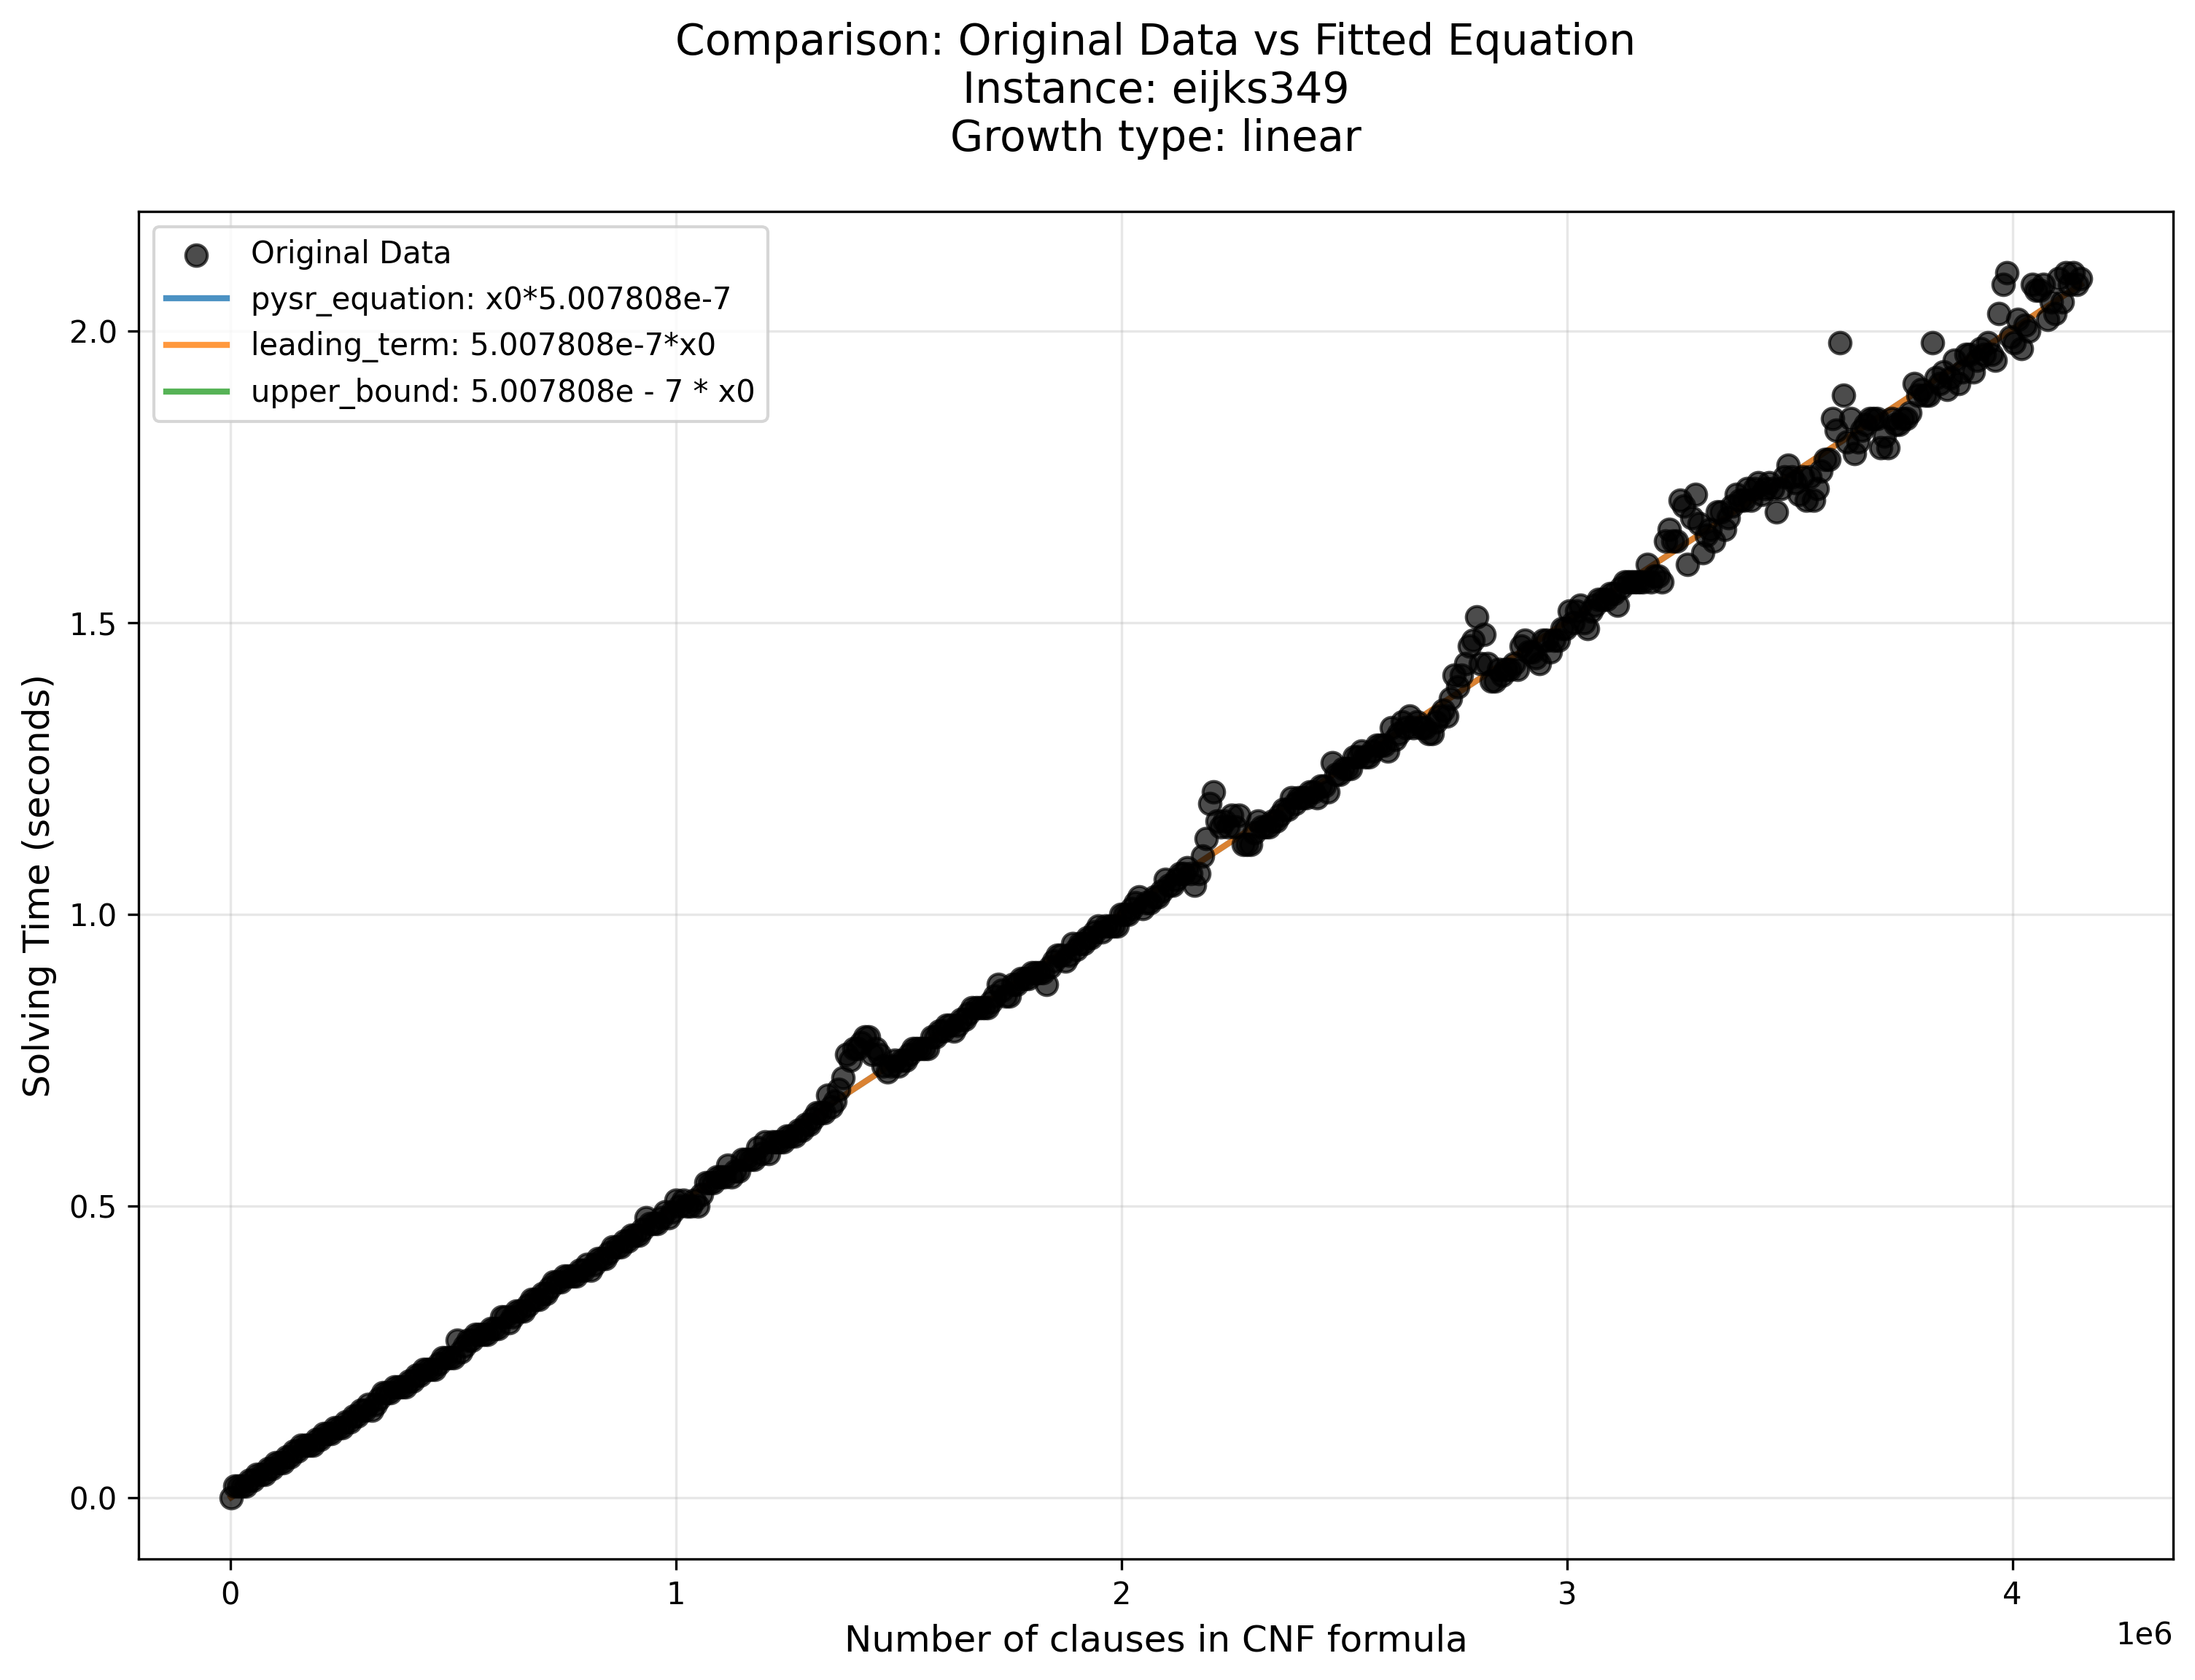 Comparison: Original Data vs Fitted Equation
Instance: eijks349
Growth type: linear
Original Data
pysr_equation: x0*5.007808e-7
leading_term: 5.007808e-7*x0
upper_bound: 5.007808e - 7 * x0
2.0
1.5
1.0
0.5
0.0
Solving Time (seconds)
0 1 2 3 4
1e6
Number of clauses in CNF formula